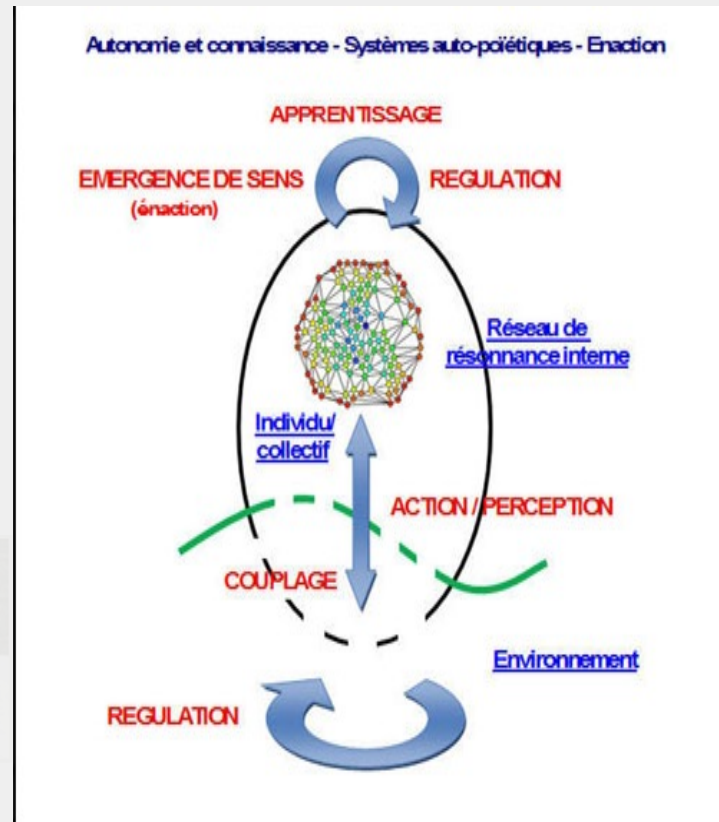 Autonomie et connaissance - Systèmes auto-poïétiques - Enaction
APPRENTISSAGE
EMERGENCE DE SENS
(énaction)
REGULATION
Réseau de
résonnance interne
Individu/
collectif
ACTION / PERCEPTION
COUPLAGE
Environnement
REGULATION